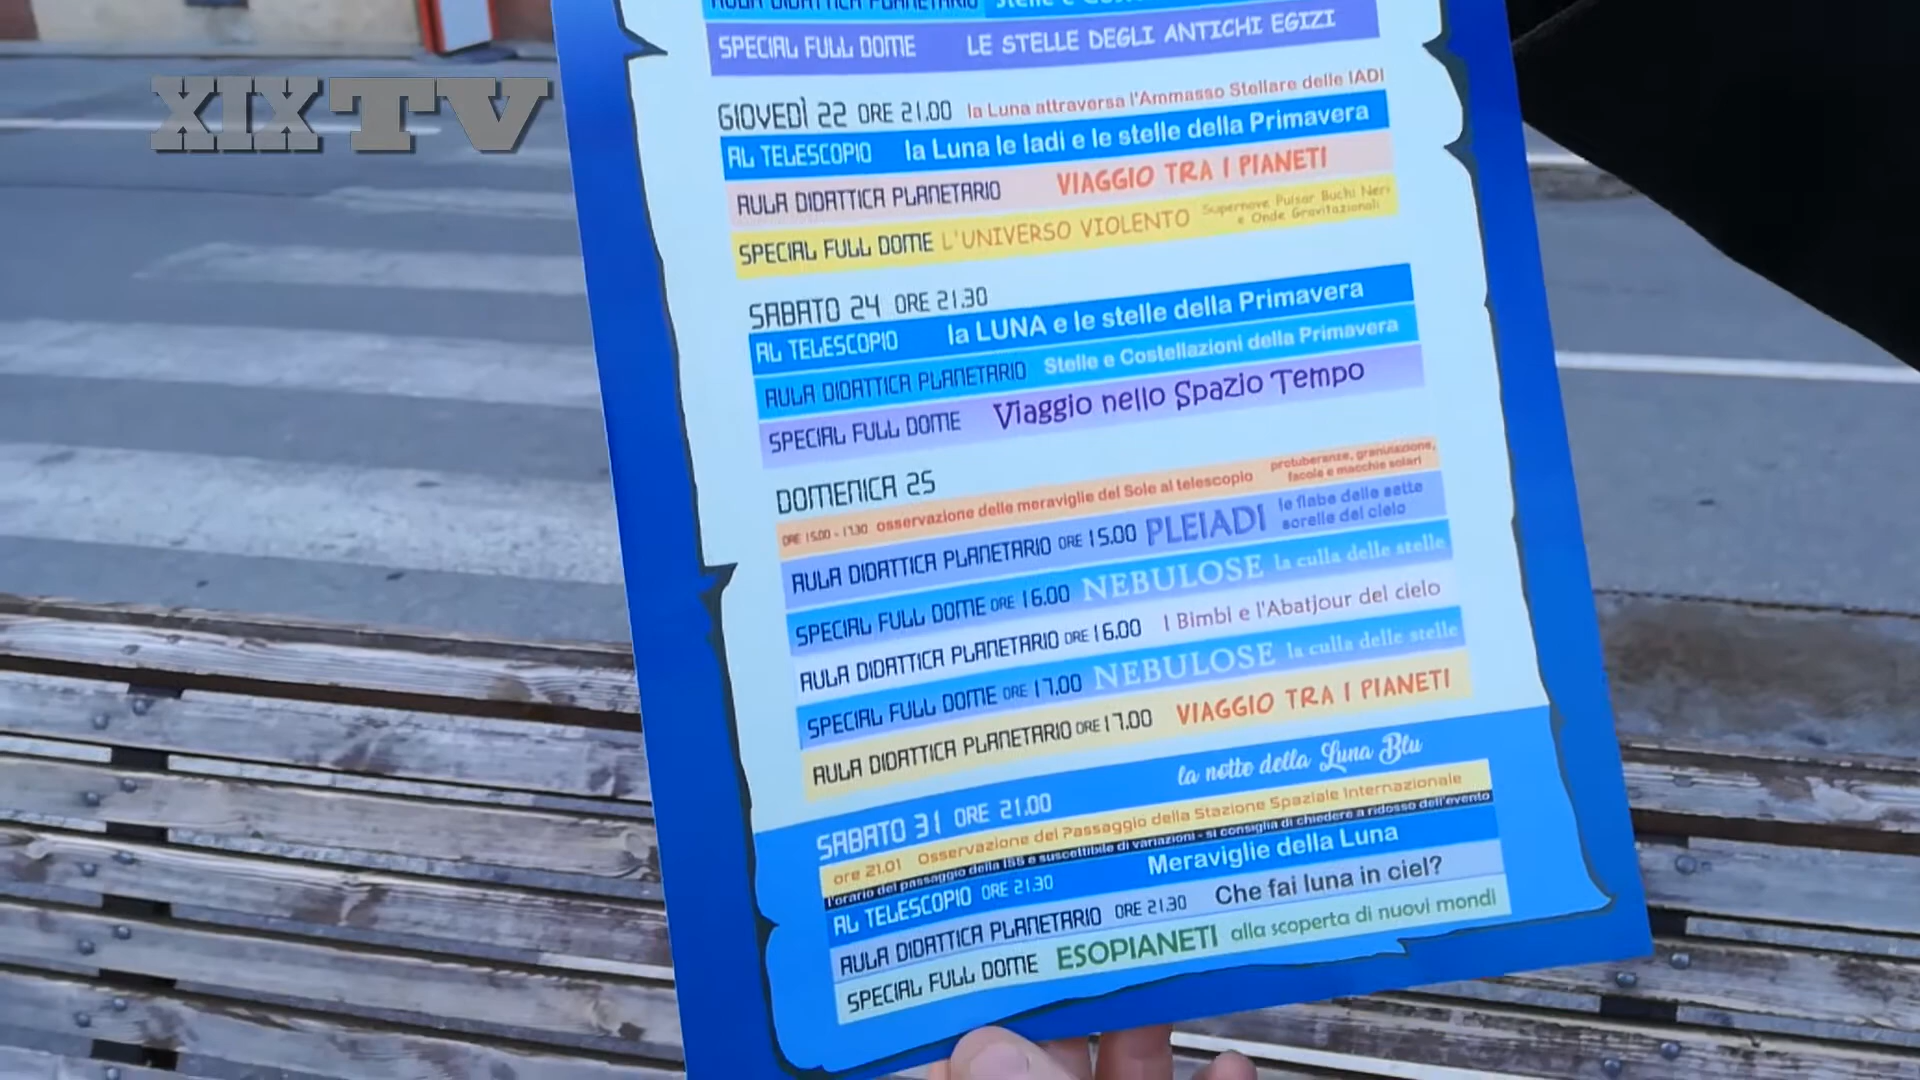 XIXTV
AULA DIDATTICA PLANETARIO Stelle e
SPECIAL FULL DOME LE STELLE DEGLI ANTICHI EGIZI
GIOVEDÌ 22 ORE 21.00 la Luna attraversa l'Ammasso Stellare delle IADI
AL TELESCOPIO la Luna le Iadi e le stelle della Primavera
AULA DIDATTICA PLANETARIO VIAGGIO TRA I PIANETI
SPECIAL FULL DOME L'UNIVERSO VIOLENTO Supernove Pulsar Buchi Neri
e Onde Gravitazionali
SABATO 24 ORE 21.30
AL TELESCOPIO la LUNA e le stelle della Primavera
AULA DIDATTICA PLANETARIO Stelle e Costellazioni della Primavera
SPECIAL FULL DOME Viaggio nello Spazio Tempo
DOMENICA 25
ORE 15.00 - 17.30 osservazione delle meraviglie del Sole al telescopio protuberanze, granulazione,
facole e macchie solari
AULA DIDATTICA PLANETARIO ORE 15.00 PLEIADI le fiabe delle sette
sorelle del cielo
SPECIAL FULL DOME ORE 16.00 NEBULOSE la culla delle stelle
AULA DIDATTICA PLANETARIO ORE 16.00 I Bimbi e l'Abatjour del cielo
SPECIAL FULL DOME ORE 17.00 NEBULOSE la culla delle stelle
AULA DIDATTICA PLANETARIO ORE 17.00 VIAGGIO TRA I PIANETI
SABATO 31 ORE 21.00 la notte della Luna Blu
ore 21.01 Osservazione del Passaggio della Stazione Spaziale Internazionale
l'orario del passaggio della ISS e suscettibile di variazioni - si consiglia di chiedere a ridosso dell'evento
AL TELESCOPIO ORE 21.30 Meraviglie della Luna
AULA DIDATTICA PLANETARIO ORE 21.30 Che fai luna in ciel?
SPECIAL FULL DOME ESOPIANETI alla scoperta di nuovi mondi